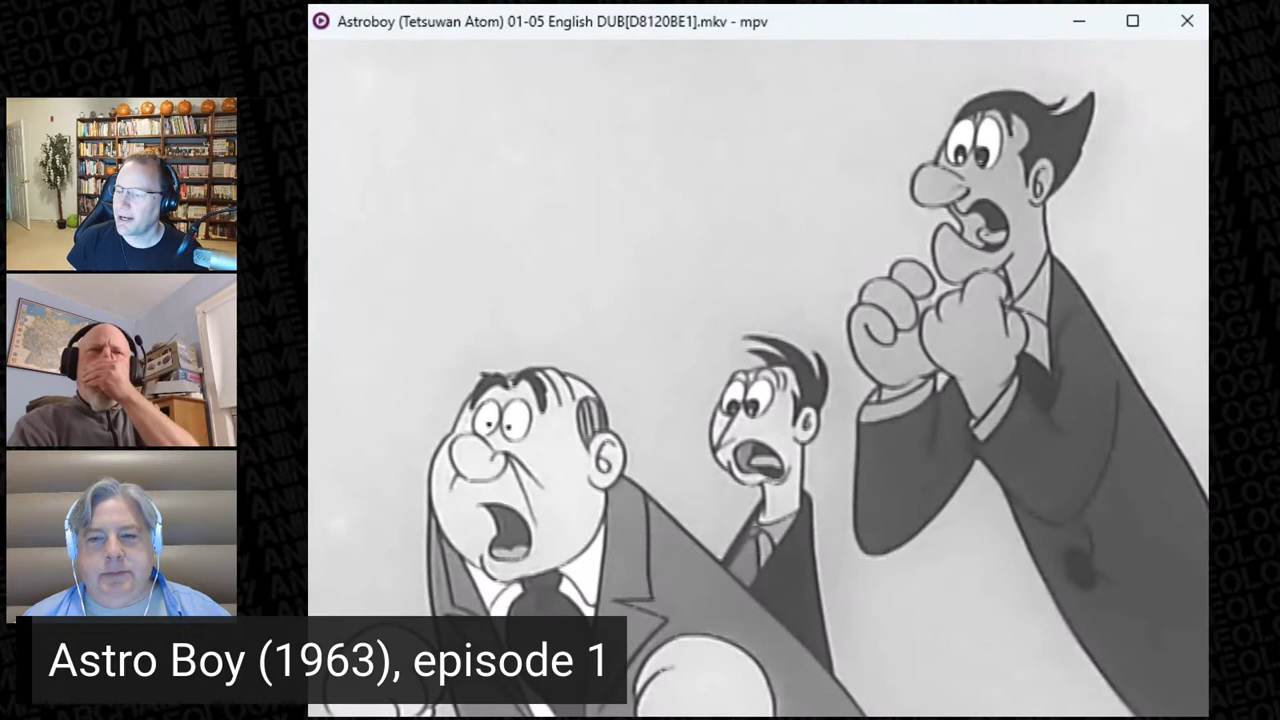 Astroboy (Tetsuwan Atom) 01-05 English DUB[D8120BE1].mkv - mpv
Astro Boy (1963), episode 1